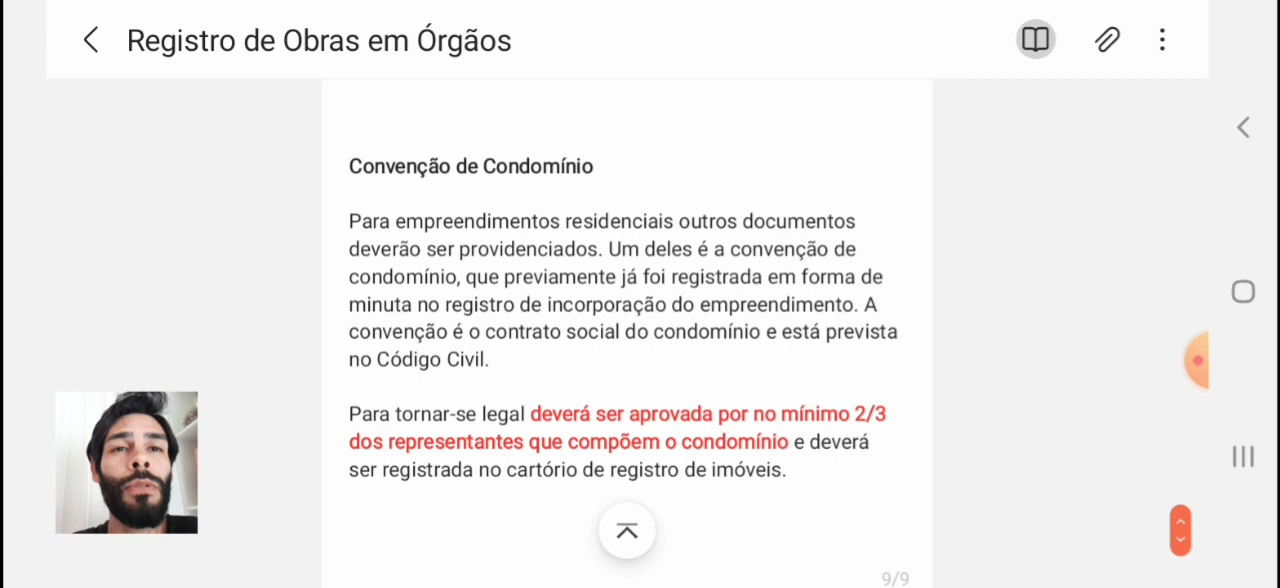 Registro de Obras em Órgãos
Convenção de Condomínio
Para empreendimentos residenciais outros documentos
deverão ser providenciados. Um deles é a convenção de
condomínio, que previamente já foi registrada em forma de
minuta no registro de incorporação do empreendimento. A
convenção é o contrato social do condomínio e está prevista
no Código Civil.
Para tornar-se legal deverá ser aprovada por no mínimo 2/3
dos representantes que compõem o condomínio e deverá
ser registrada no cartório de registro de imóveis.
9/9